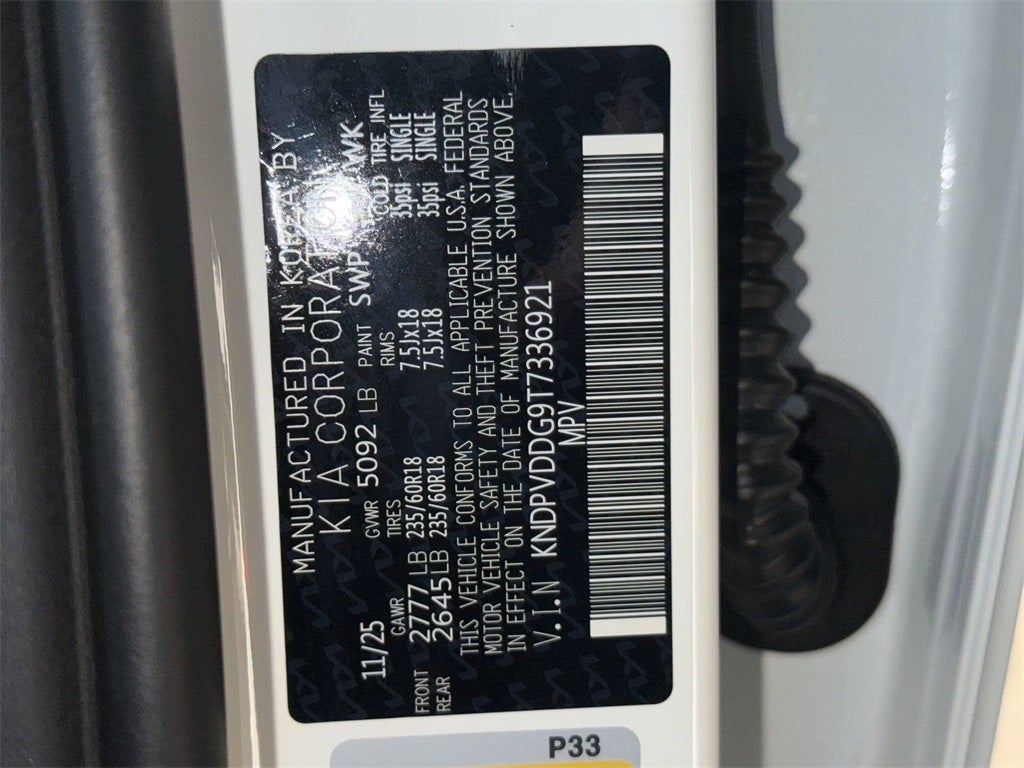 MANUFACTURED IN KOREA BY
KIA CORPORATION
11/25 GVWR 5092 LB PAINT SWP WK
GAWR TIRES RIMS COLD TIRE INFL
FRONT 2777 LB 235/60R18 7.5Jx18 35psi SINGLE
REAR 2645 LB 235/60R18 7.5Jx18 35psi SINGLE
THIS VEHICLE CONFORMS TO ALL APPLICABLE U.S.A. FEDERAL
MOTOR VEHICLE SAFETY AND THEFT PREVENTION STANDARDS
IN EFFECT ON THE DATE OF MANUFACTURE SHOWN ABOVE.
V.I.N KNDPVDDG9T7336921
MPV
P33